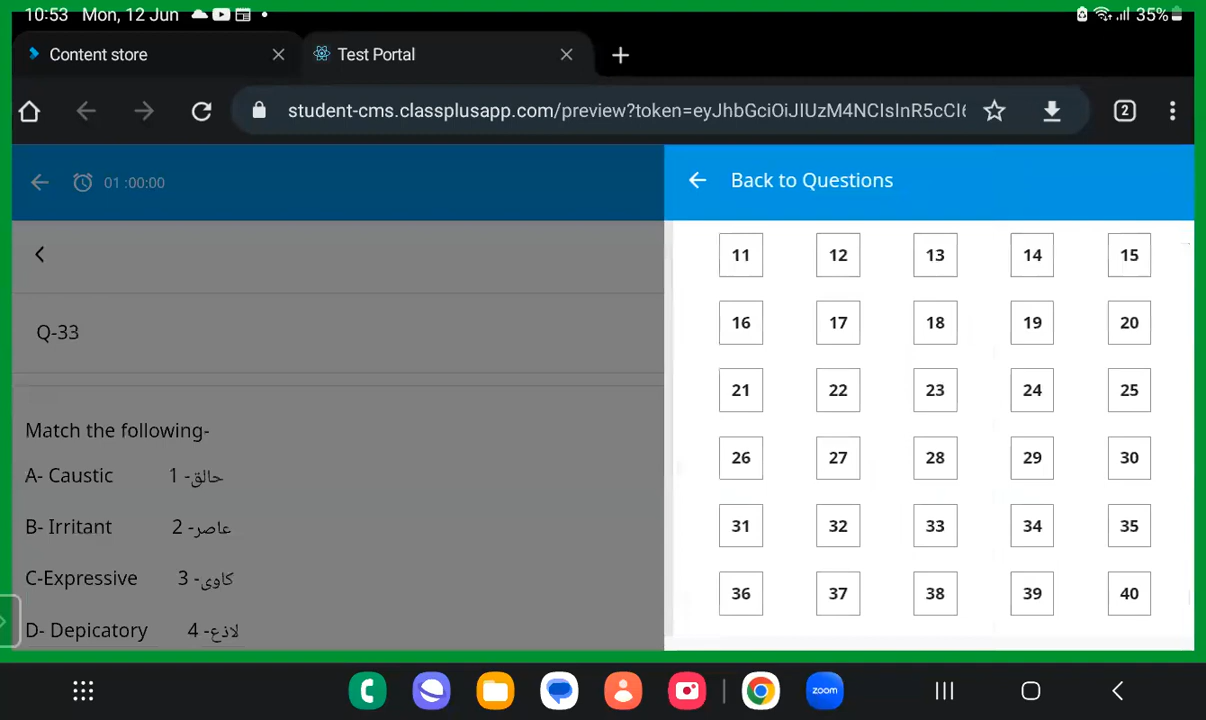 10:53 Mon, 12 Jun
35%
Content store
Test Portal
student-cms.classplusapp.com/preview?token=eyJhbGciOiJIUzM4NCIsInR5cCI6
2
01 :00:00
Back to Questions
Q-33
11 12 13 14 15
16 17 18 19 20
21 22 23 24 25
26 27 28 29 30
31 32 33 34 35
36 37 38 39 40
Match the following-
A- Caustic 1 -حالق
B- Irritant 2 -عاصر
C-Expressive 3 -كاوی
D- Depicatory 4 -لاذع
zoom